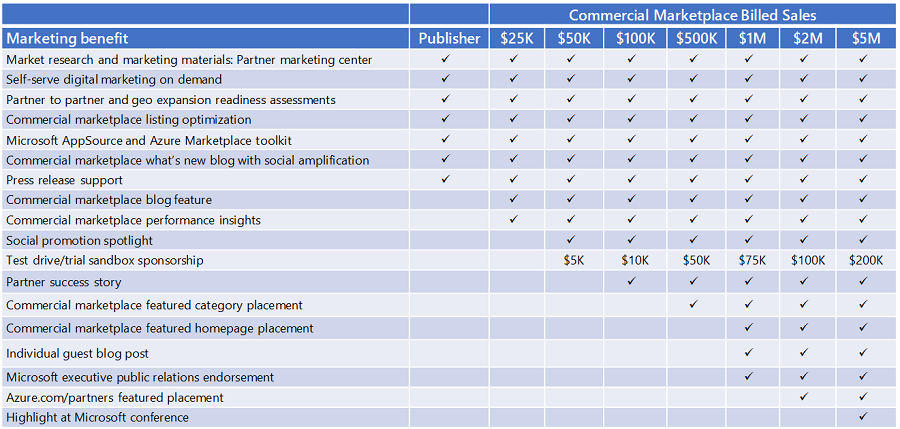 Commercial Marketplace Billed Sales
Marketing benefit Publisher $25K $50K $100K $500K $1M $2M $5M
Market research and marketing materials: Partner marketing center ✓ ✓ ✓ ✓ ✓ ✓ ✓ ✓
Self-serve digital marketing on demand ✓ ✓ ✓ ✓ ✓ ✓ ✓ ✓
Partner to partner and geo expansion readiness assessments ✓ ✓ ✓ ✓ ✓ ✓ ✓ ✓
Commercial marketplace listing optimization ✓ ✓ ✓ ✓ ✓ ✓ ✓ ✓
Microsoft AppSource and Azure Marketplace toolkit ✓ ✓ ✓ ✓ ✓ ✓ ✓ ✓
Commercial marketplace what's new blog with social amplification ✓ ✓ ✓ ✓ ✓ ✓ ✓ ✓
Press release support ✓ ✓ ✓ ✓ ✓ ✓ ✓ ✓
Commercial marketplace blog feature ✓ ✓ ✓ ✓ ✓ ✓ ✓
Commercial marketplace performance insights ✓ ✓ ✓ ✓ ✓ ✓ ✓
Social promotion spotlight ✓ ✓ ✓ ✓ ✓ ✓
Test drive/trial sandbox sponsorship $5K $10K $50K $75K $100K $200K
Partner success story ✓ ✓ ✓ ✓ ✓
Commercial marketplace featured category placement ✓ ✓ ✓ ✓
Commercial marketplace featured homepage placement ✓ ✓ ✓
Individual guest blog post ✓ ✓ ✓
Microsoft executive public relations endorsement ✓ ✓ ✓
Azure.com/partners featured placement ✓ ✓
Highlight at Microsoft conference ✓